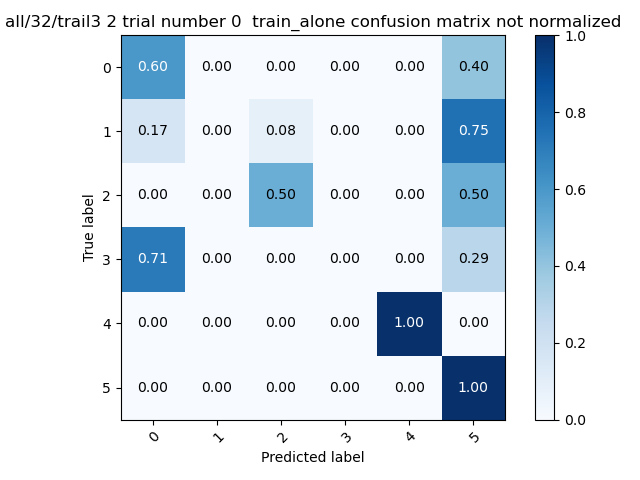 all/32/trail3 2 trial number 0  train_alone confusion matrix not normalized
0 0.60 0.00 0.00 0.00 0.00 0.40
1 0.17 0.00 0.08 0.00 0.00 0.75
2 0.00 0.00 0.50 0.00 0.00 0.50
3 0.71 0.00 0.00 0.00 0.00 0.29
4 0.00 0.00 0.00 0.00 1.00 0.00
5 0.00 0.00 0.00 0.00 0.00 1.00
0 1 2 3 4 5
Predicted label
True label
1.0
0.8
0.6
0.4
0.2
0.0